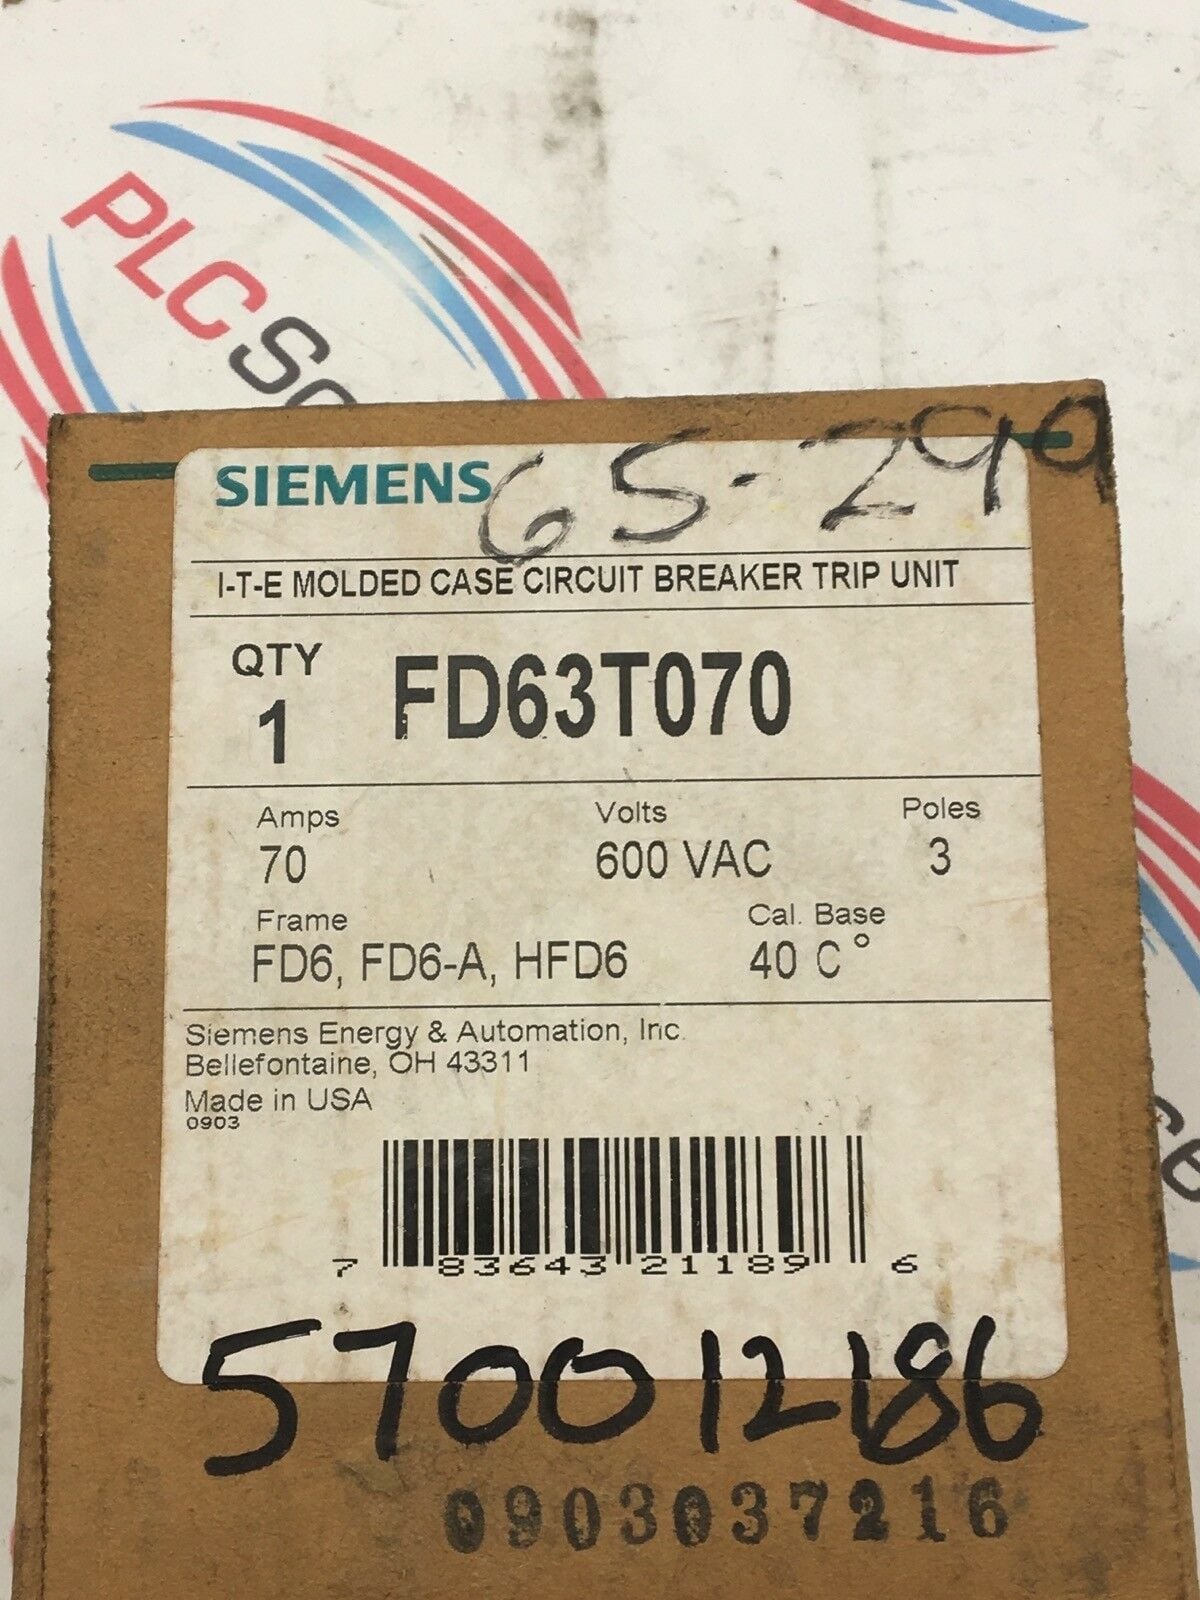 PLC
SIEMENS
65-299
I-T-E MOLDED CASE CIRCUIT BREAKER TRIP UNIT
QTY
1
FD63T070
Amps Volts Poles
70 600 VAC 3
Frame Cal. Base
FD6, FD6-A, HFD6 40 C°
Siemens Energy & Automation, Inc.
Bellefontaine, OH 43311
Made in USA
0903
7 83643 21189 6
570012186
0903037216